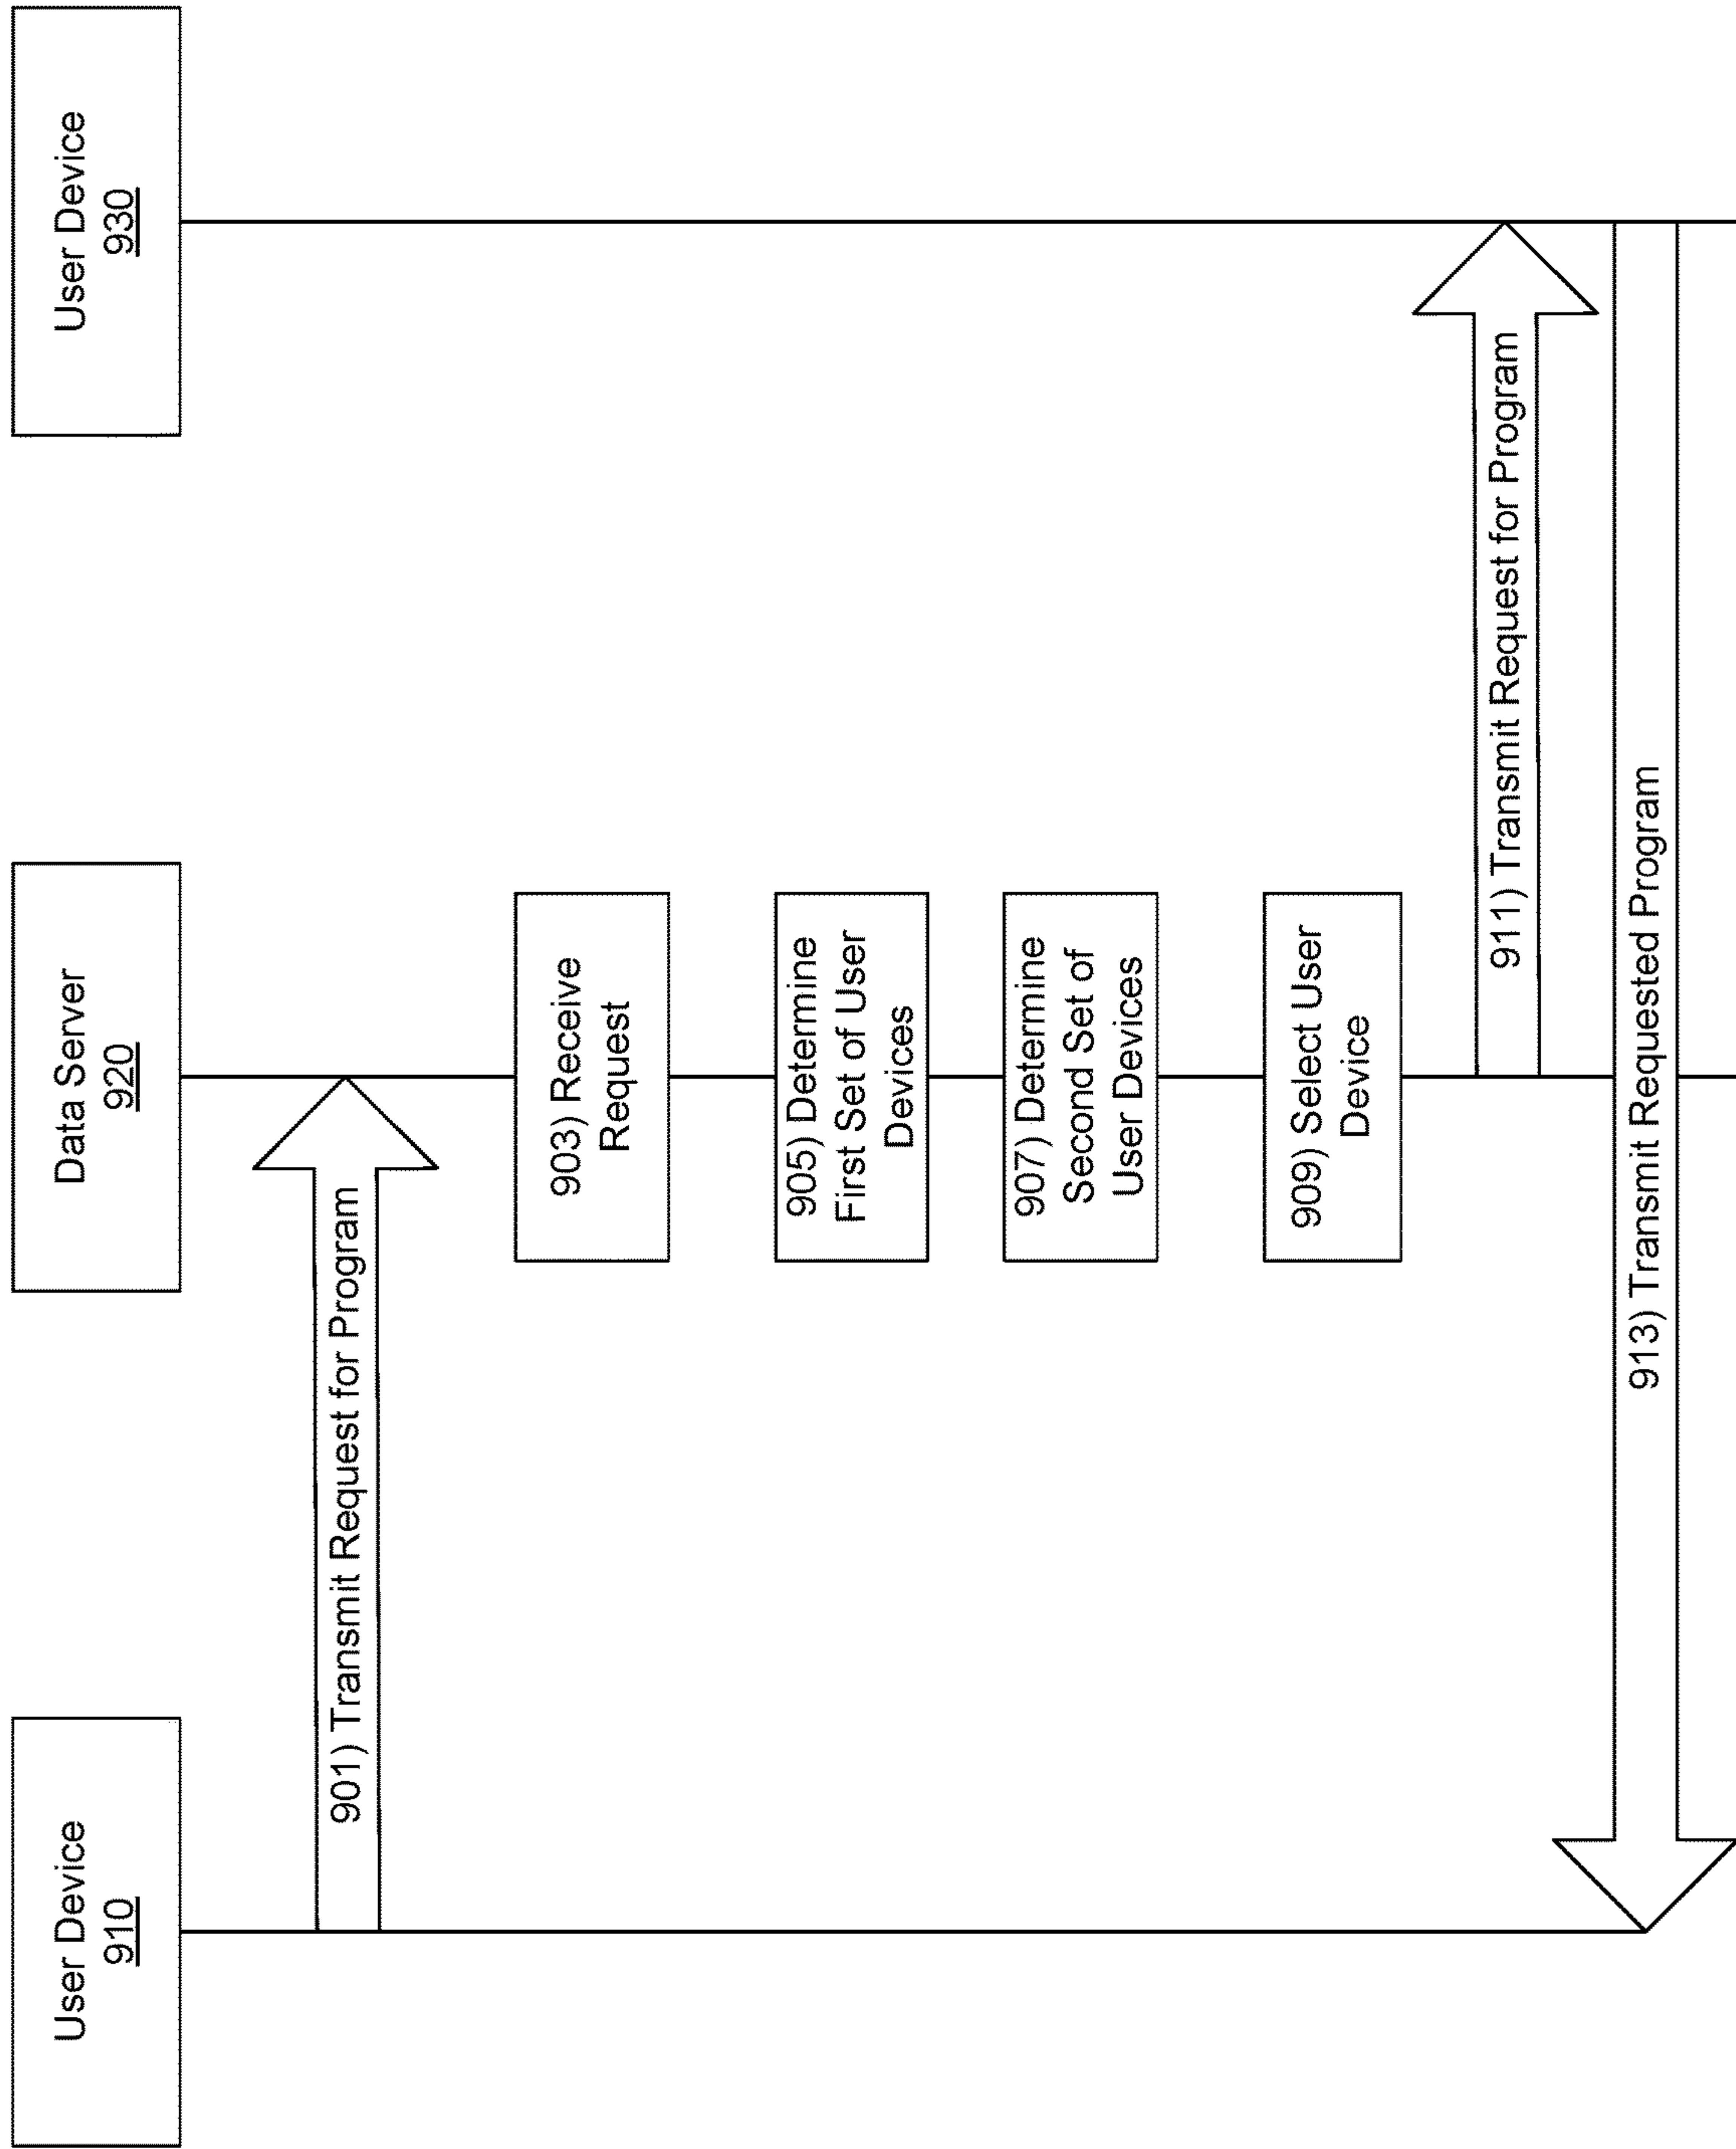 User Device
910
Data Server
920
User Device
930
901) Transmit Request for Program
903) Receive
Request
905) Determine
First Set of User
Devices
907) Determine
Second Set of
User Devices
909) Select User
Device
911) Transmit Request for Program
913) Transmit Requested Program